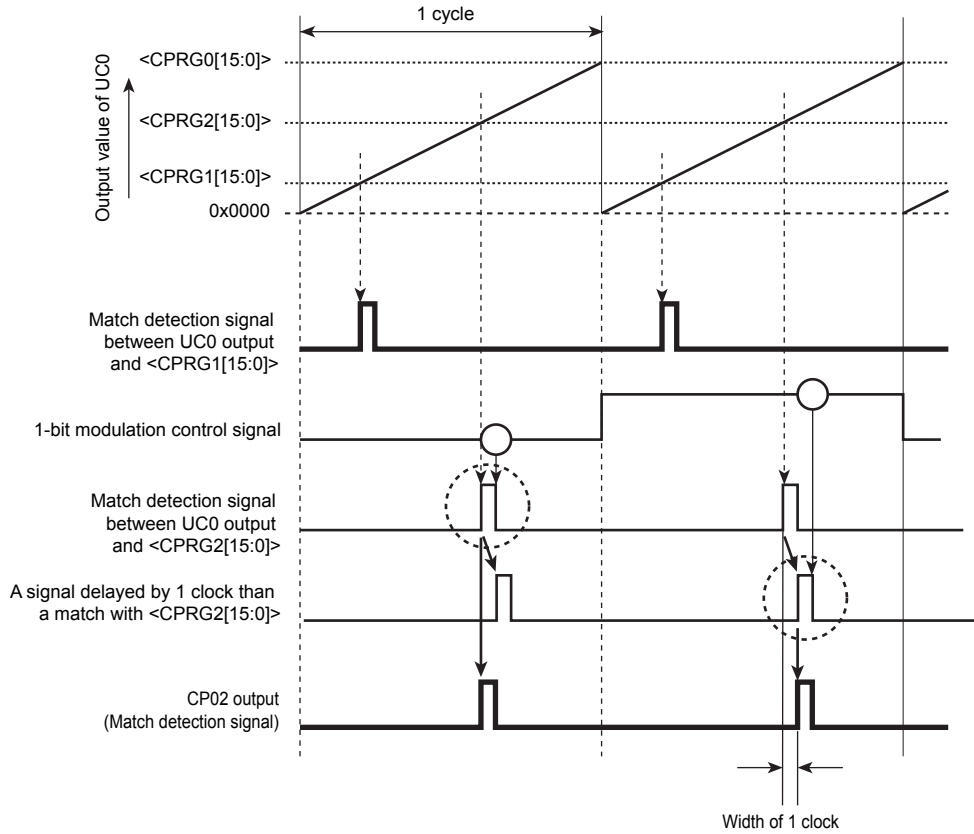 1 cycle
<CPRG0[15:0]>
<CPRG2[15:0]>
<CPRG1[15:0]>
0x0000
Output value of UC0
Match detection signal
between UC0 output
and <CPRG1[15:0]>
1-bit modulation control signal
Match detection signal
between UC0 output
and <CPRG2[15:0]>
A signal delayed by 1 clock than
a match with <CPRG2[15:0]>
CP02 output
(Match detection signal)
Width of 1 clock